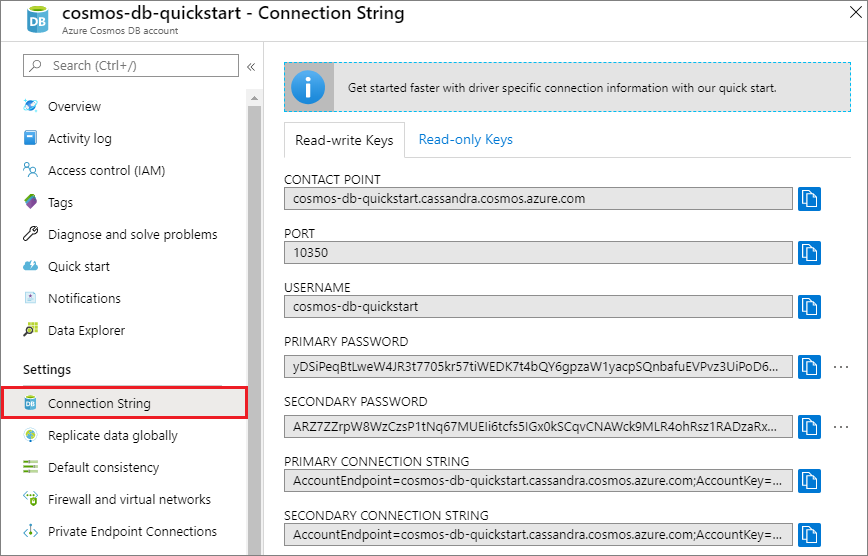 cosmos-db-quickstart - Connection String
Azure Cosmos DB account
Search (Ctrl+/)
Overview
Activity log
Access control (IAM)
Tags
Diagnose and solve problems
Quick start
Notifications
Data Explorer
Settings
Connection String
Replicate data globally
Default consistency
Firewall and virtual networks
Private Endpoint Connections
Get started faster with driver specific connection information with our quick start.
Read-write Keys Read-only Keys
CONTACT POINT
cosmos-db-quickstart.cassandra.cosmos.azure.com
PORT
10350
USERNAME
cosmos-db-quickstart
PRIMARY PASSWORD
yDSiPeqBtLweW4JR3t7705kr57tiWEDK7t4bQY6gpzaW1yacpSQnbafuEVPvz3UiPoD6...
SECONDARY PASSWORD
ARZ7ZZrpW8WzCzsP1tNq67MUEIi6tcfs5IGx0kSCqvCNAWck9MLR4ohRsz1RADzaRx...
PRIMARY CONNECTION STRING
AccountEndpoint=cosmos-db-quickstart.cassandra.cosmos.azure.com;AccountKey=...
SECONDARY CONNECTION STRING
AccountEndpoint=cosmos-db-quickstart.cassandra.cosmos.azure.com;AccountKey=...